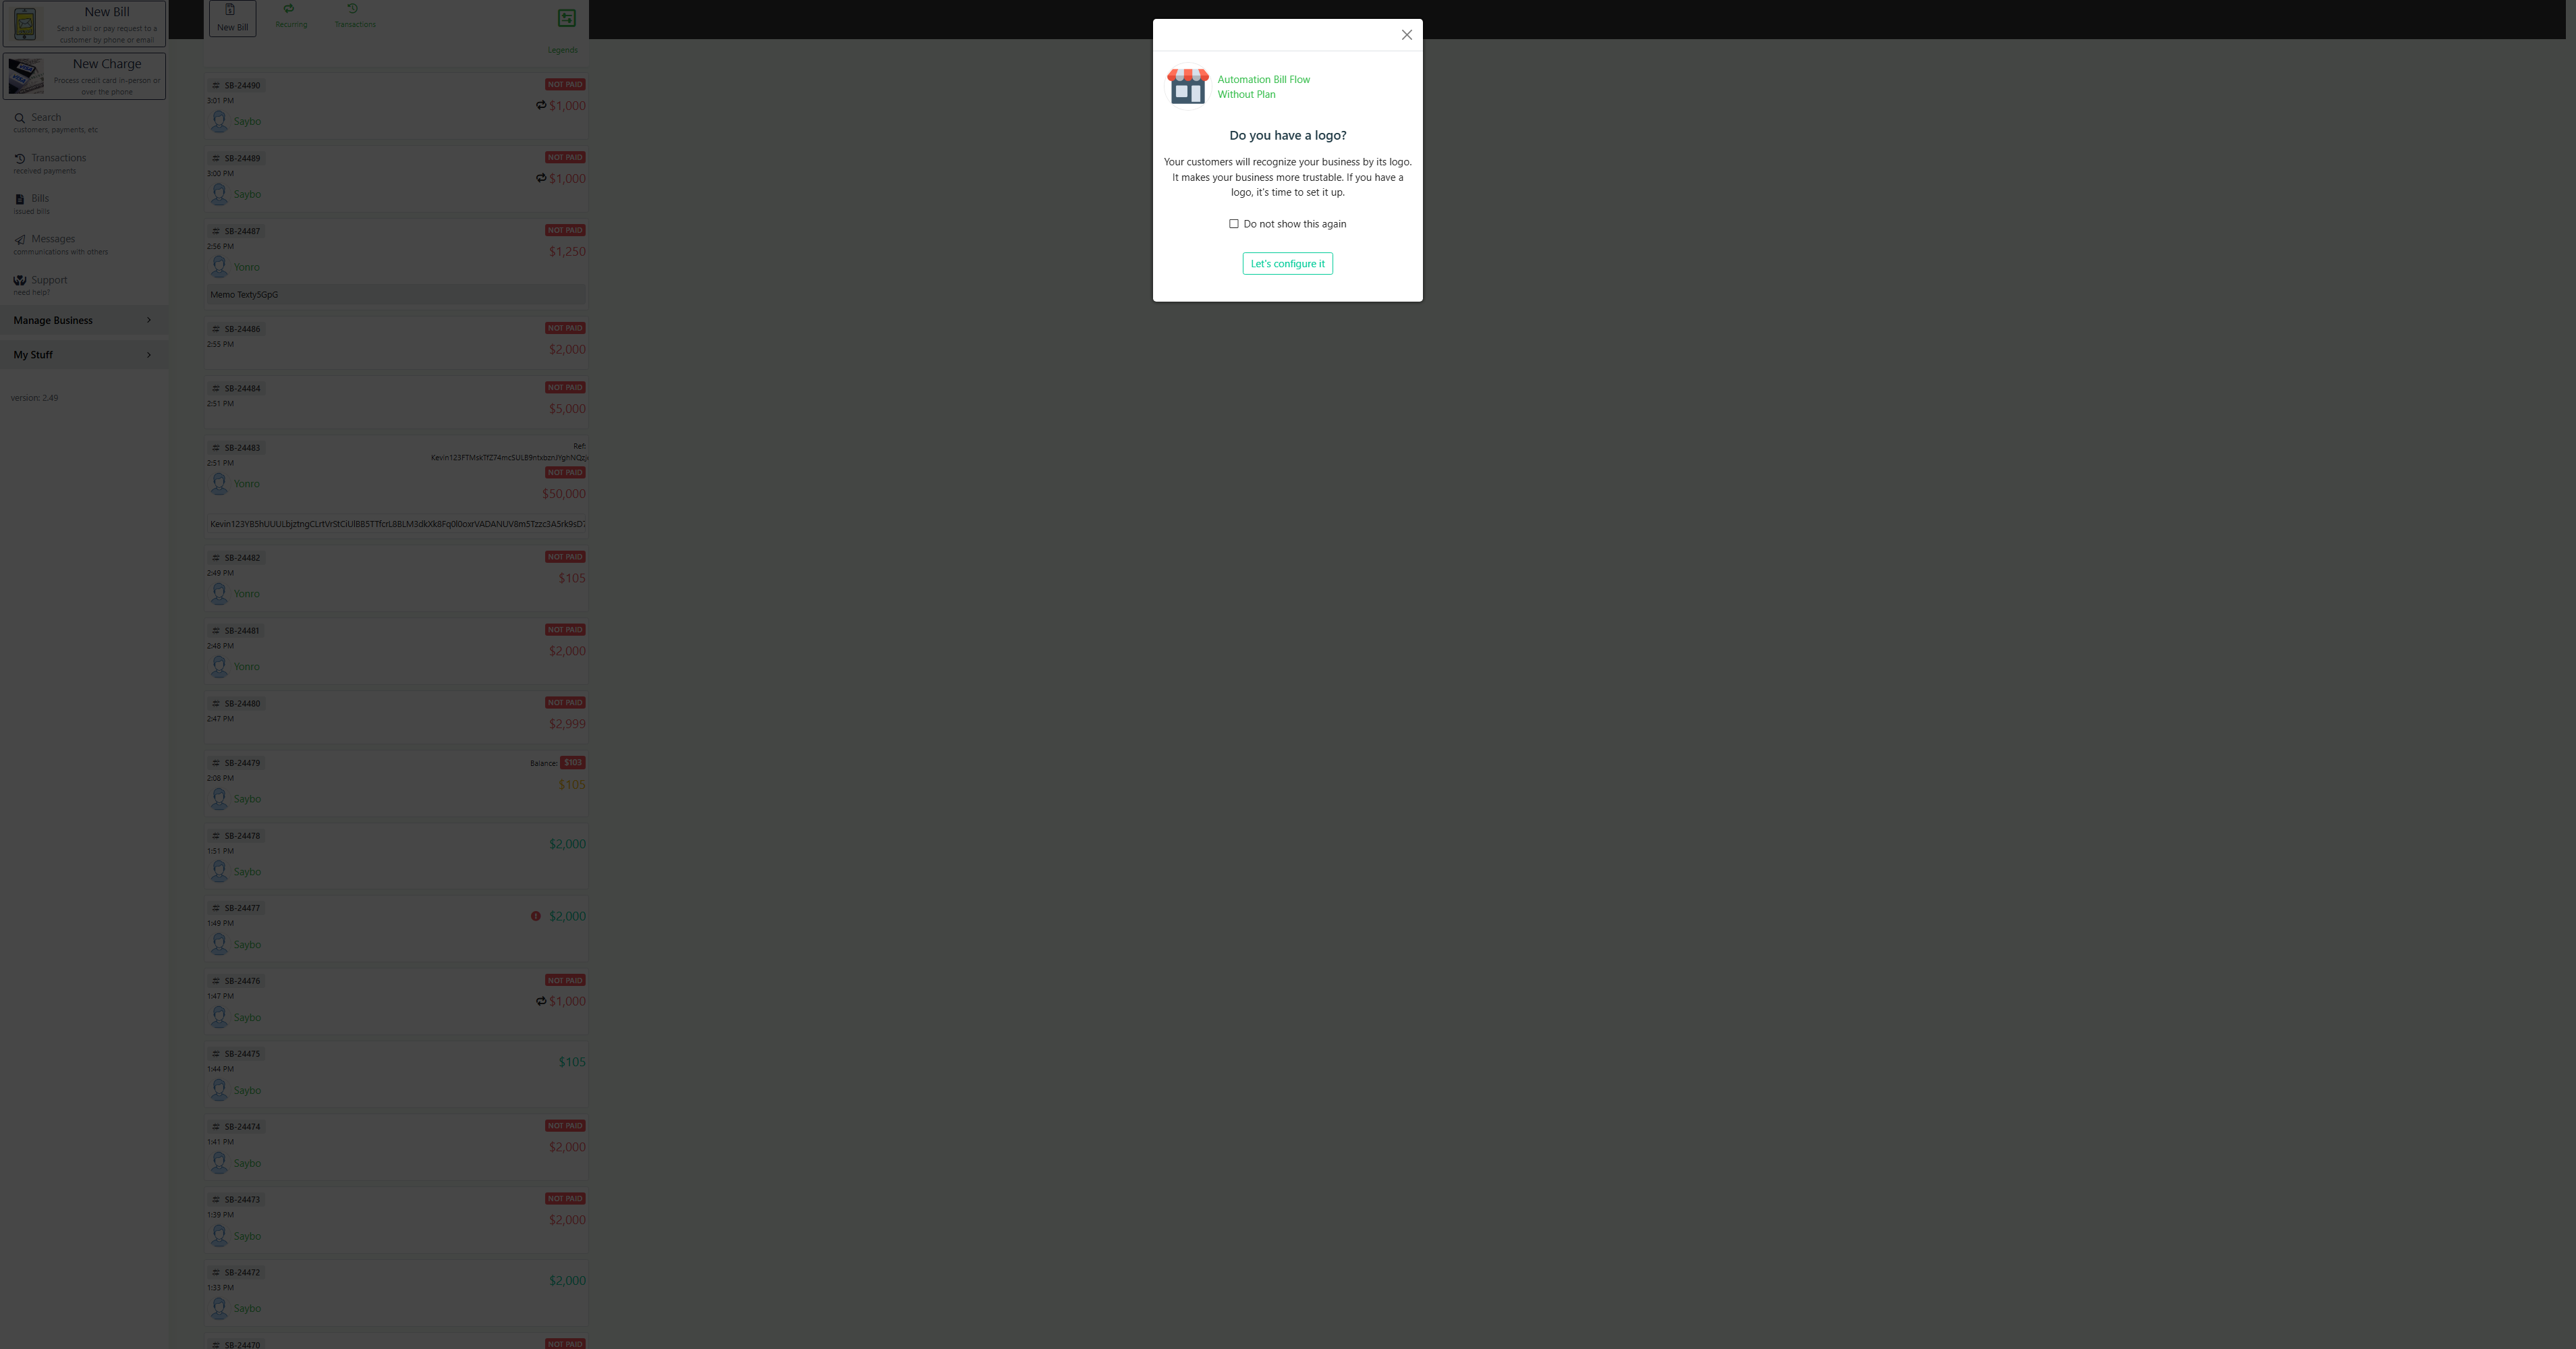 New Bill
Send a bill or pay request to a
customer by phone or email
New Charge
Process credit card in-person or
over the phone
Search
customers, payments, etc
Transactions
received payments
Bills
issued bills
Messages
communications with others
Support
need help?
Manage Business
My Stuff
version: 2.49
New Bill
Recurring
Transactions
Legends
# SB-24490
NOT PAID
3:01 PM
$1,000
Saybo
# SB-24489
NOT PAID
3:00 PM
$1,000
Saybo
# SB-24487
NOT PAID
2:56 PM
$1,250
Yonro
Memo Texty5GpG
# SB-24486
NOT PAID
2:55 PM
$2,000
# SB-24484
NOT PAID
2:51 PM
$5,000
# SB-24483
Ref:
2:51 PM
NOT PAID
Yonro
$50,000
# SB-24482
NOT PAID
2:49 PM
$105
Yonro
# SB-24481
NOT PAID
2:48 PM
$2,000
Yonro
# SB-24480
NOT PAID
2:47 PM
$2,999
# SB-24479
Balance: $103
2:08 PM
$105
Saybo
# SB-24478
1:51 PM
$2,000
Saybo
# SB-24477
1:49 PM
$2,000
Saybo
# SB-24476
NOT PAID
1:47 PM
$1,000
Saybo
# SB-24475
1:44 PM
$105
Saybo
# SB-24474
NOT PAID
1:41 PM
$2,000
Saybo
# SB-24473
NOT PAID
1:39 PM
$2,000
Saybo
# SB-24472
1:33 PM
$2,000
Saybo
# SB-24470
NOT PAID
Automation Bill Flow
Without Plan
Do you have a logo?
Your customers will recognize your business by its logo.
It makes your business more trustable. If you have a
logo, it's time to set it up.
Do not show this again
Let's configure it